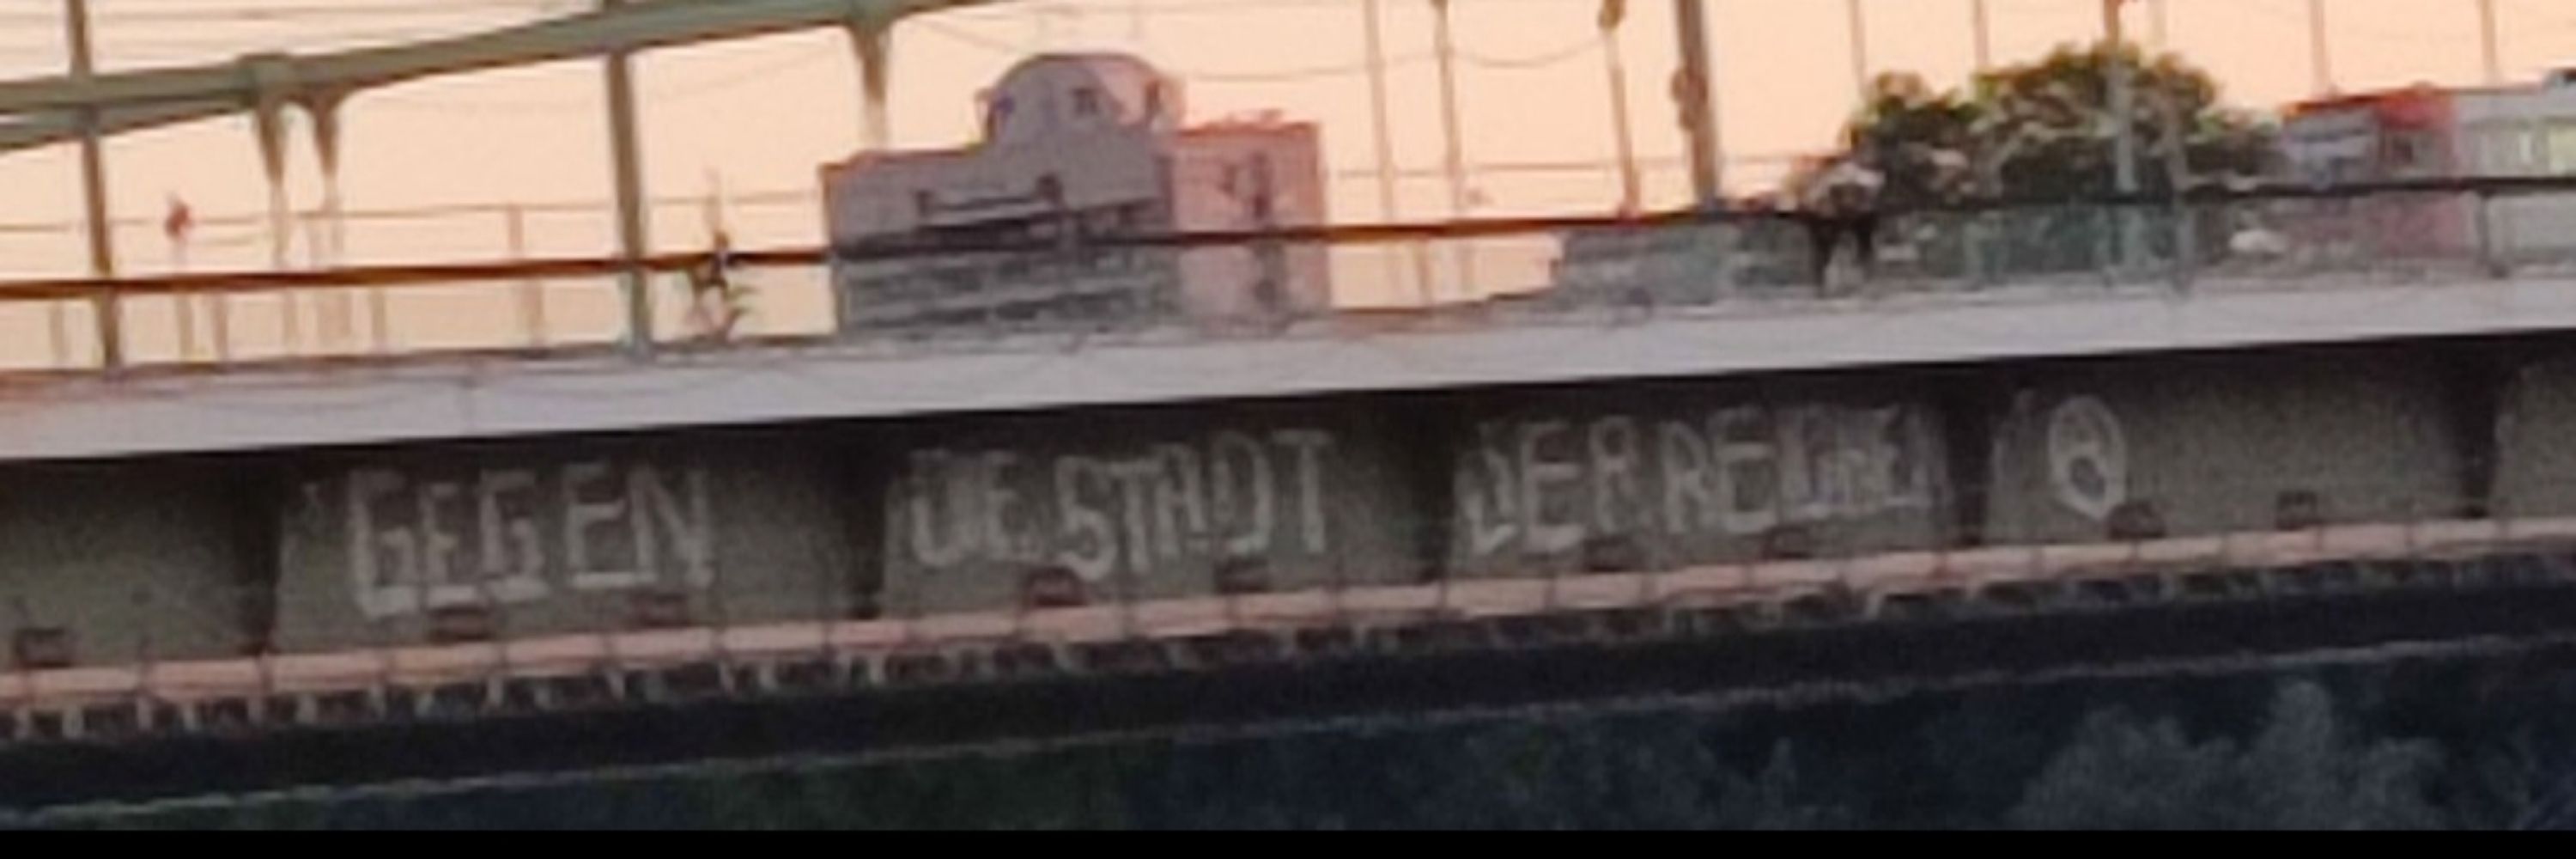 GEGEN DIE STADT DER REICHEN